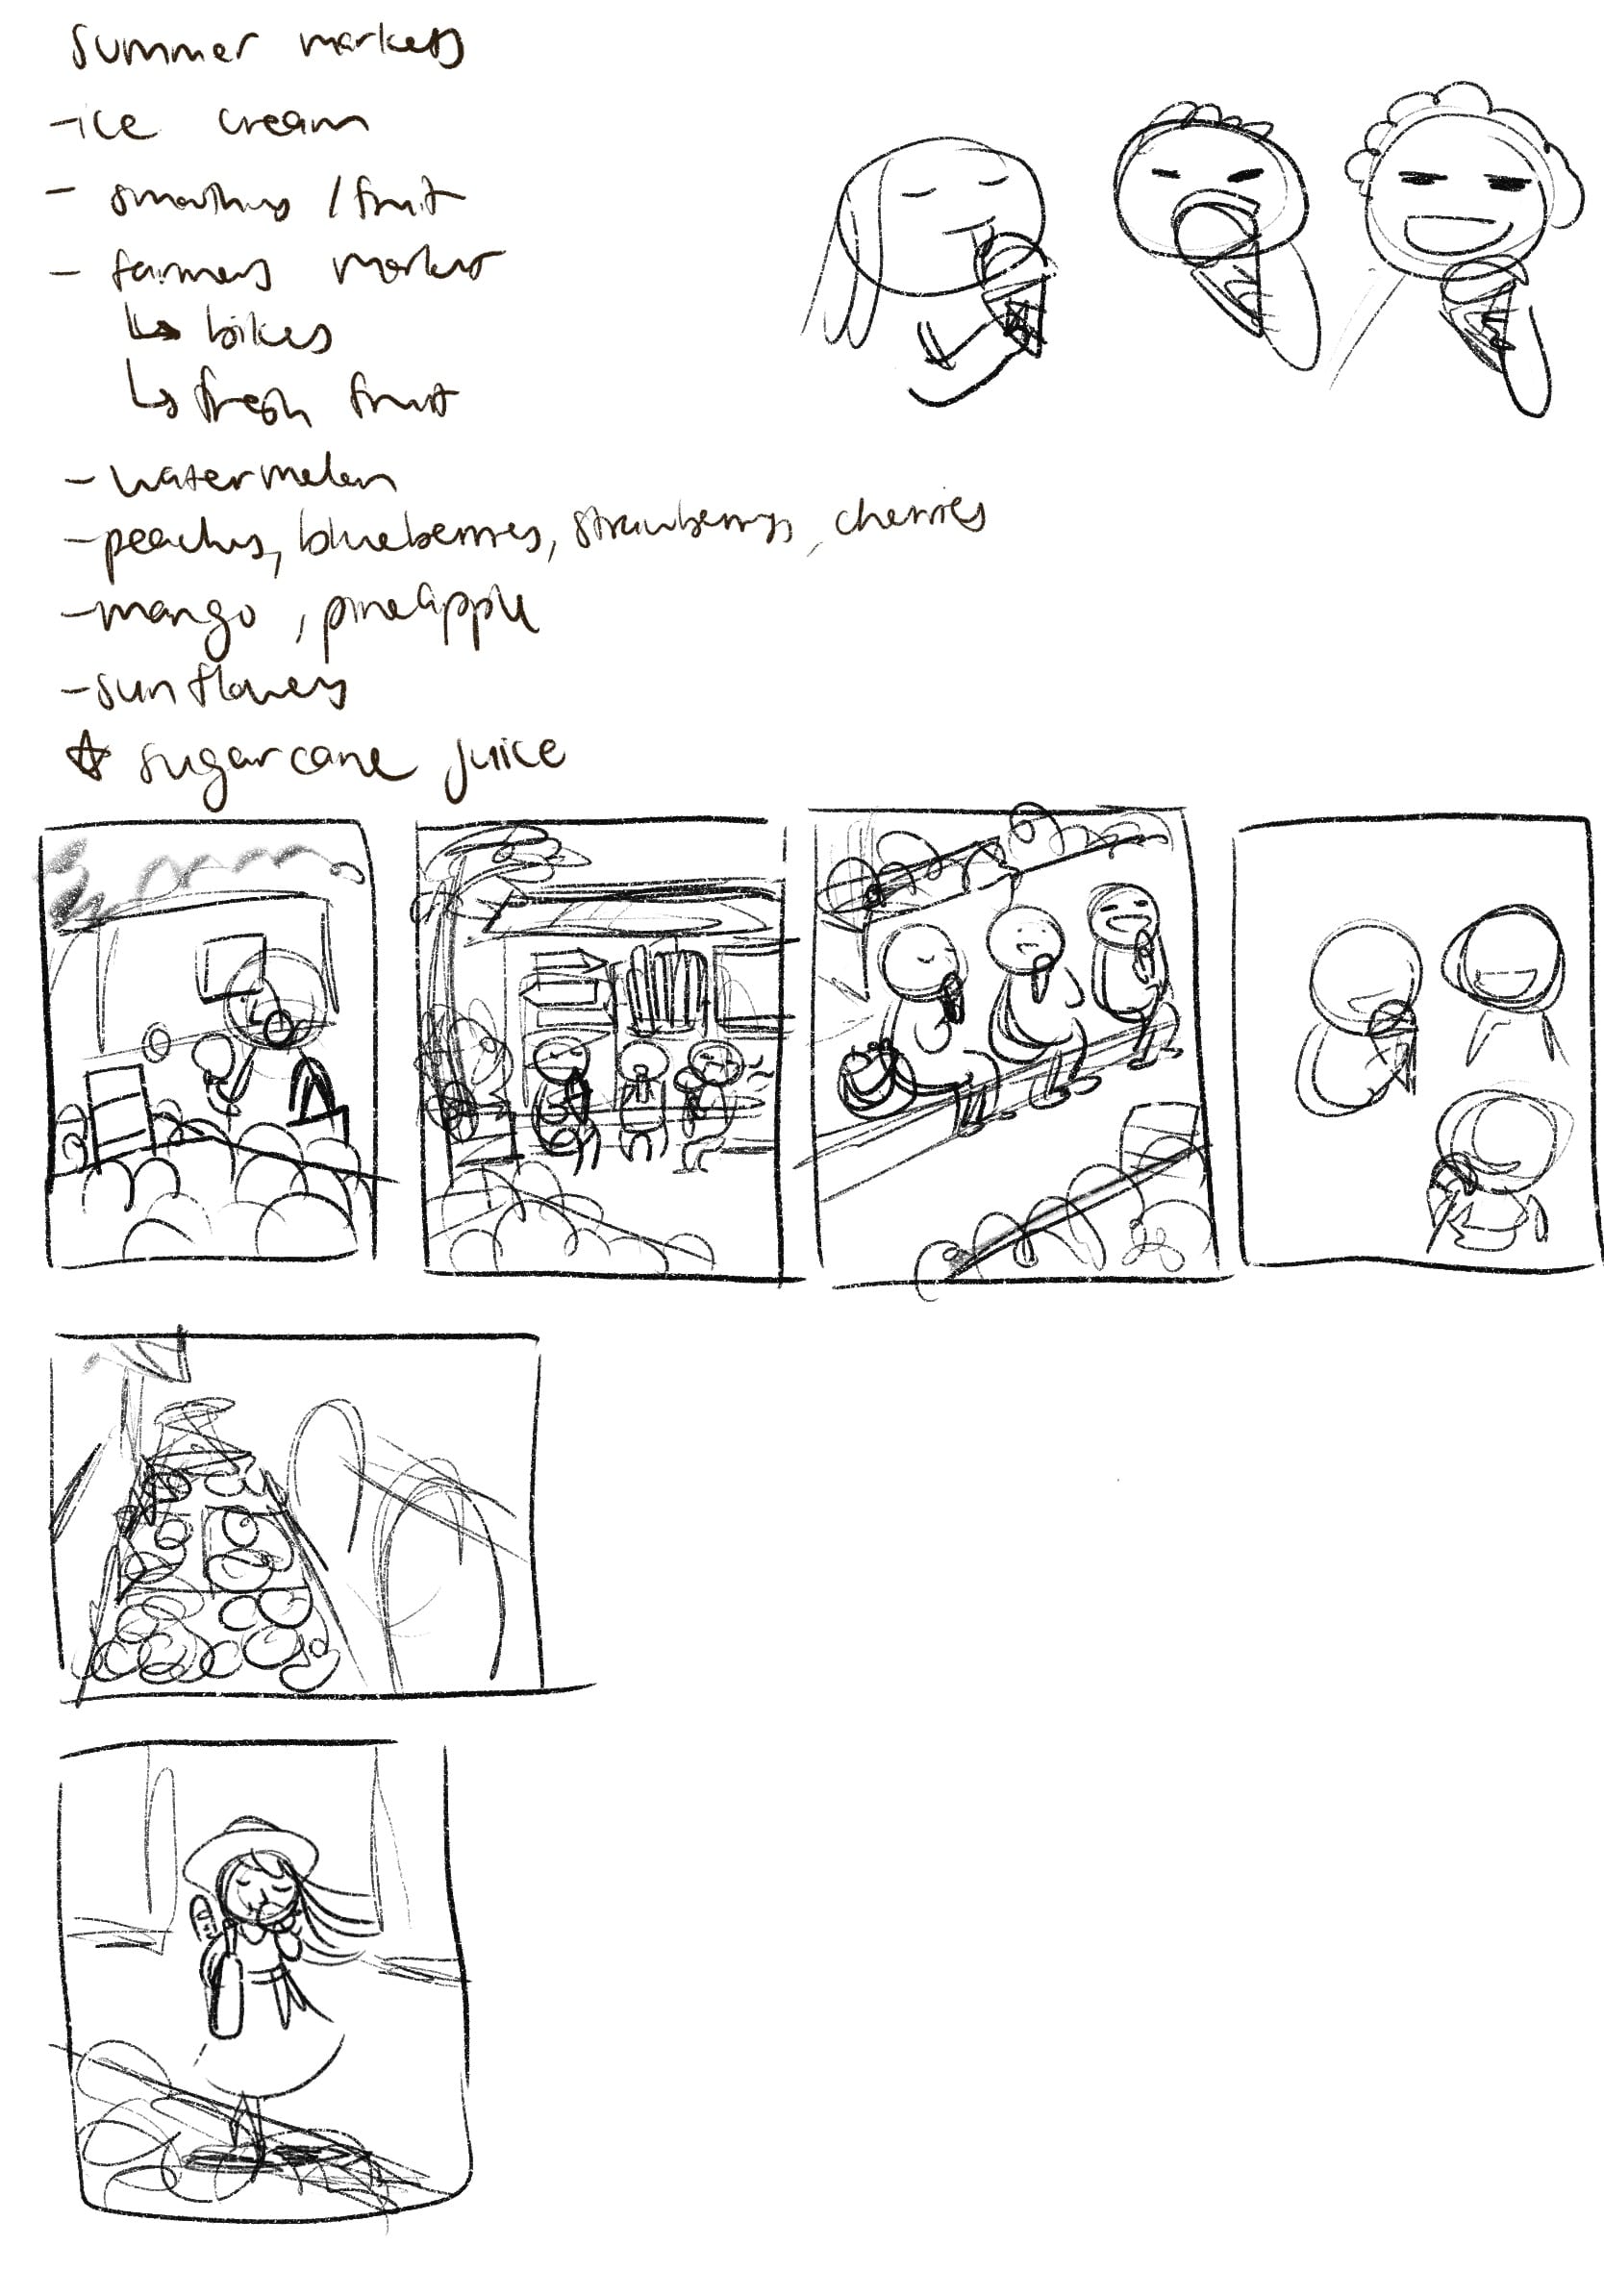 summer markets
-ice cream
- smoothies / fruit
- farmers market
↳ bikes
↳ fresh fruit
- watermelon
- peaches, blueberries, strawberrys, cherries
- mango, pineapple
- sunflowers
☆ sugarcane juice